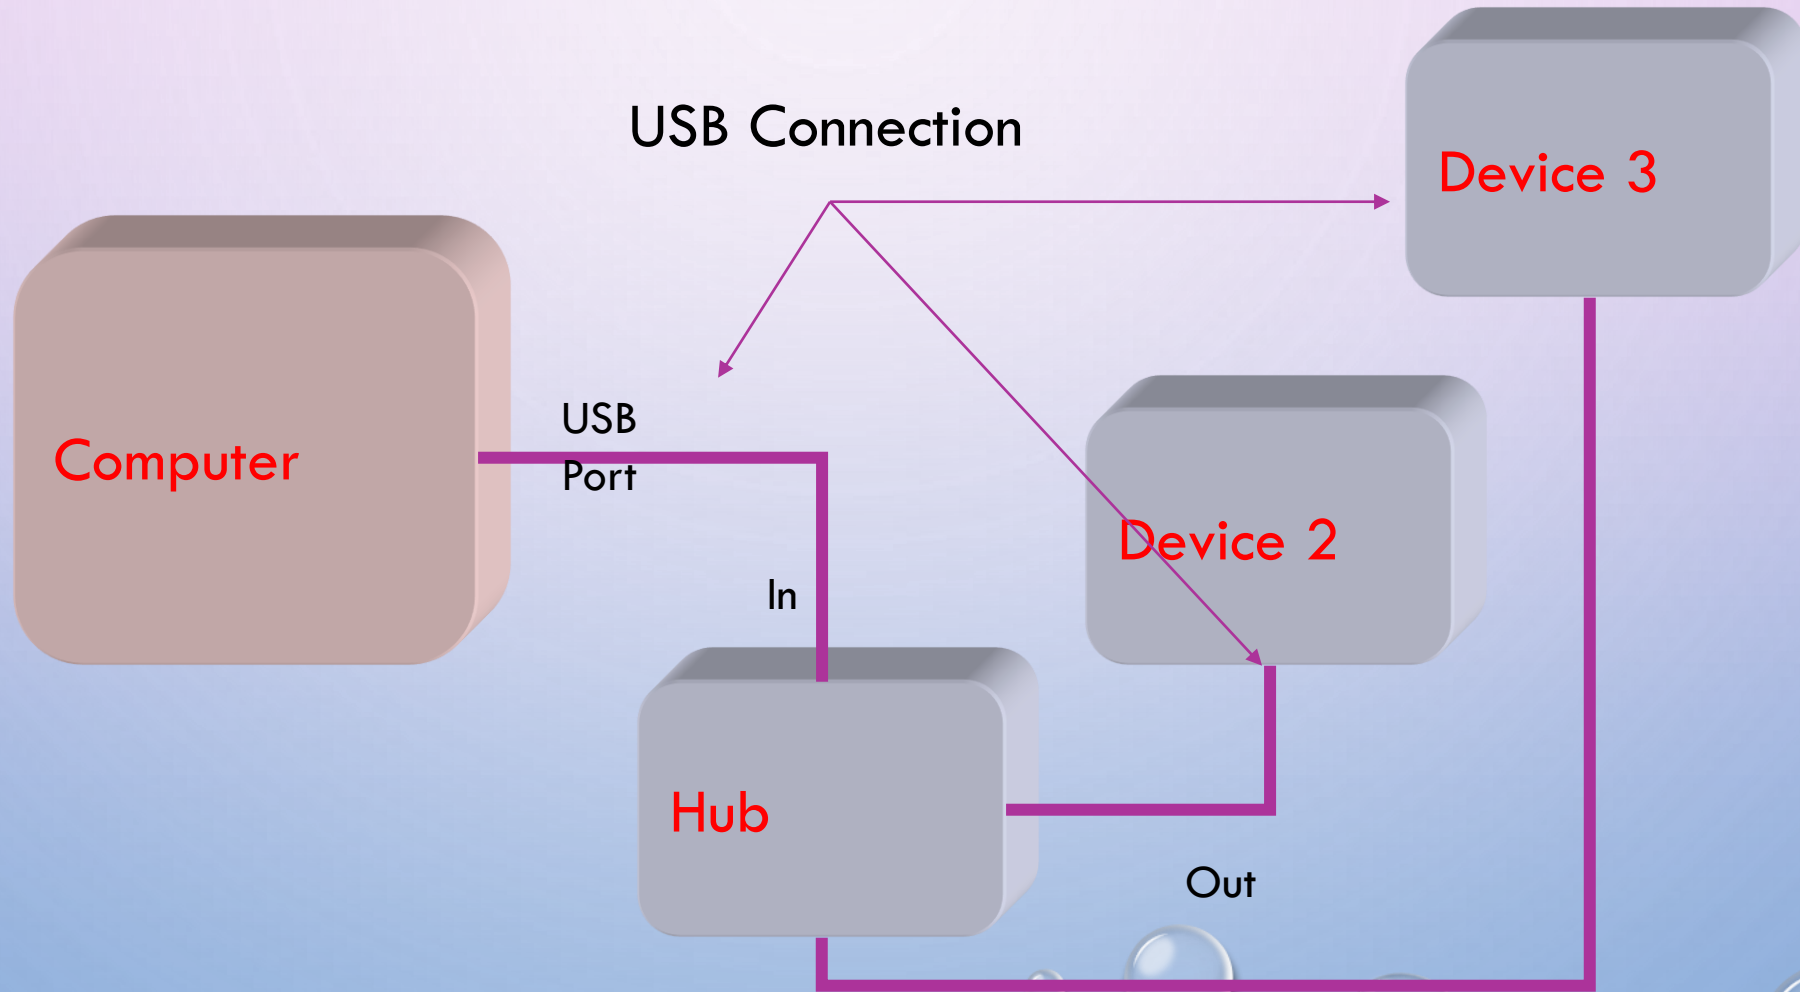 USB Connection
Device 3
Computer
USB
Port
Device 2
In
Hub
Out